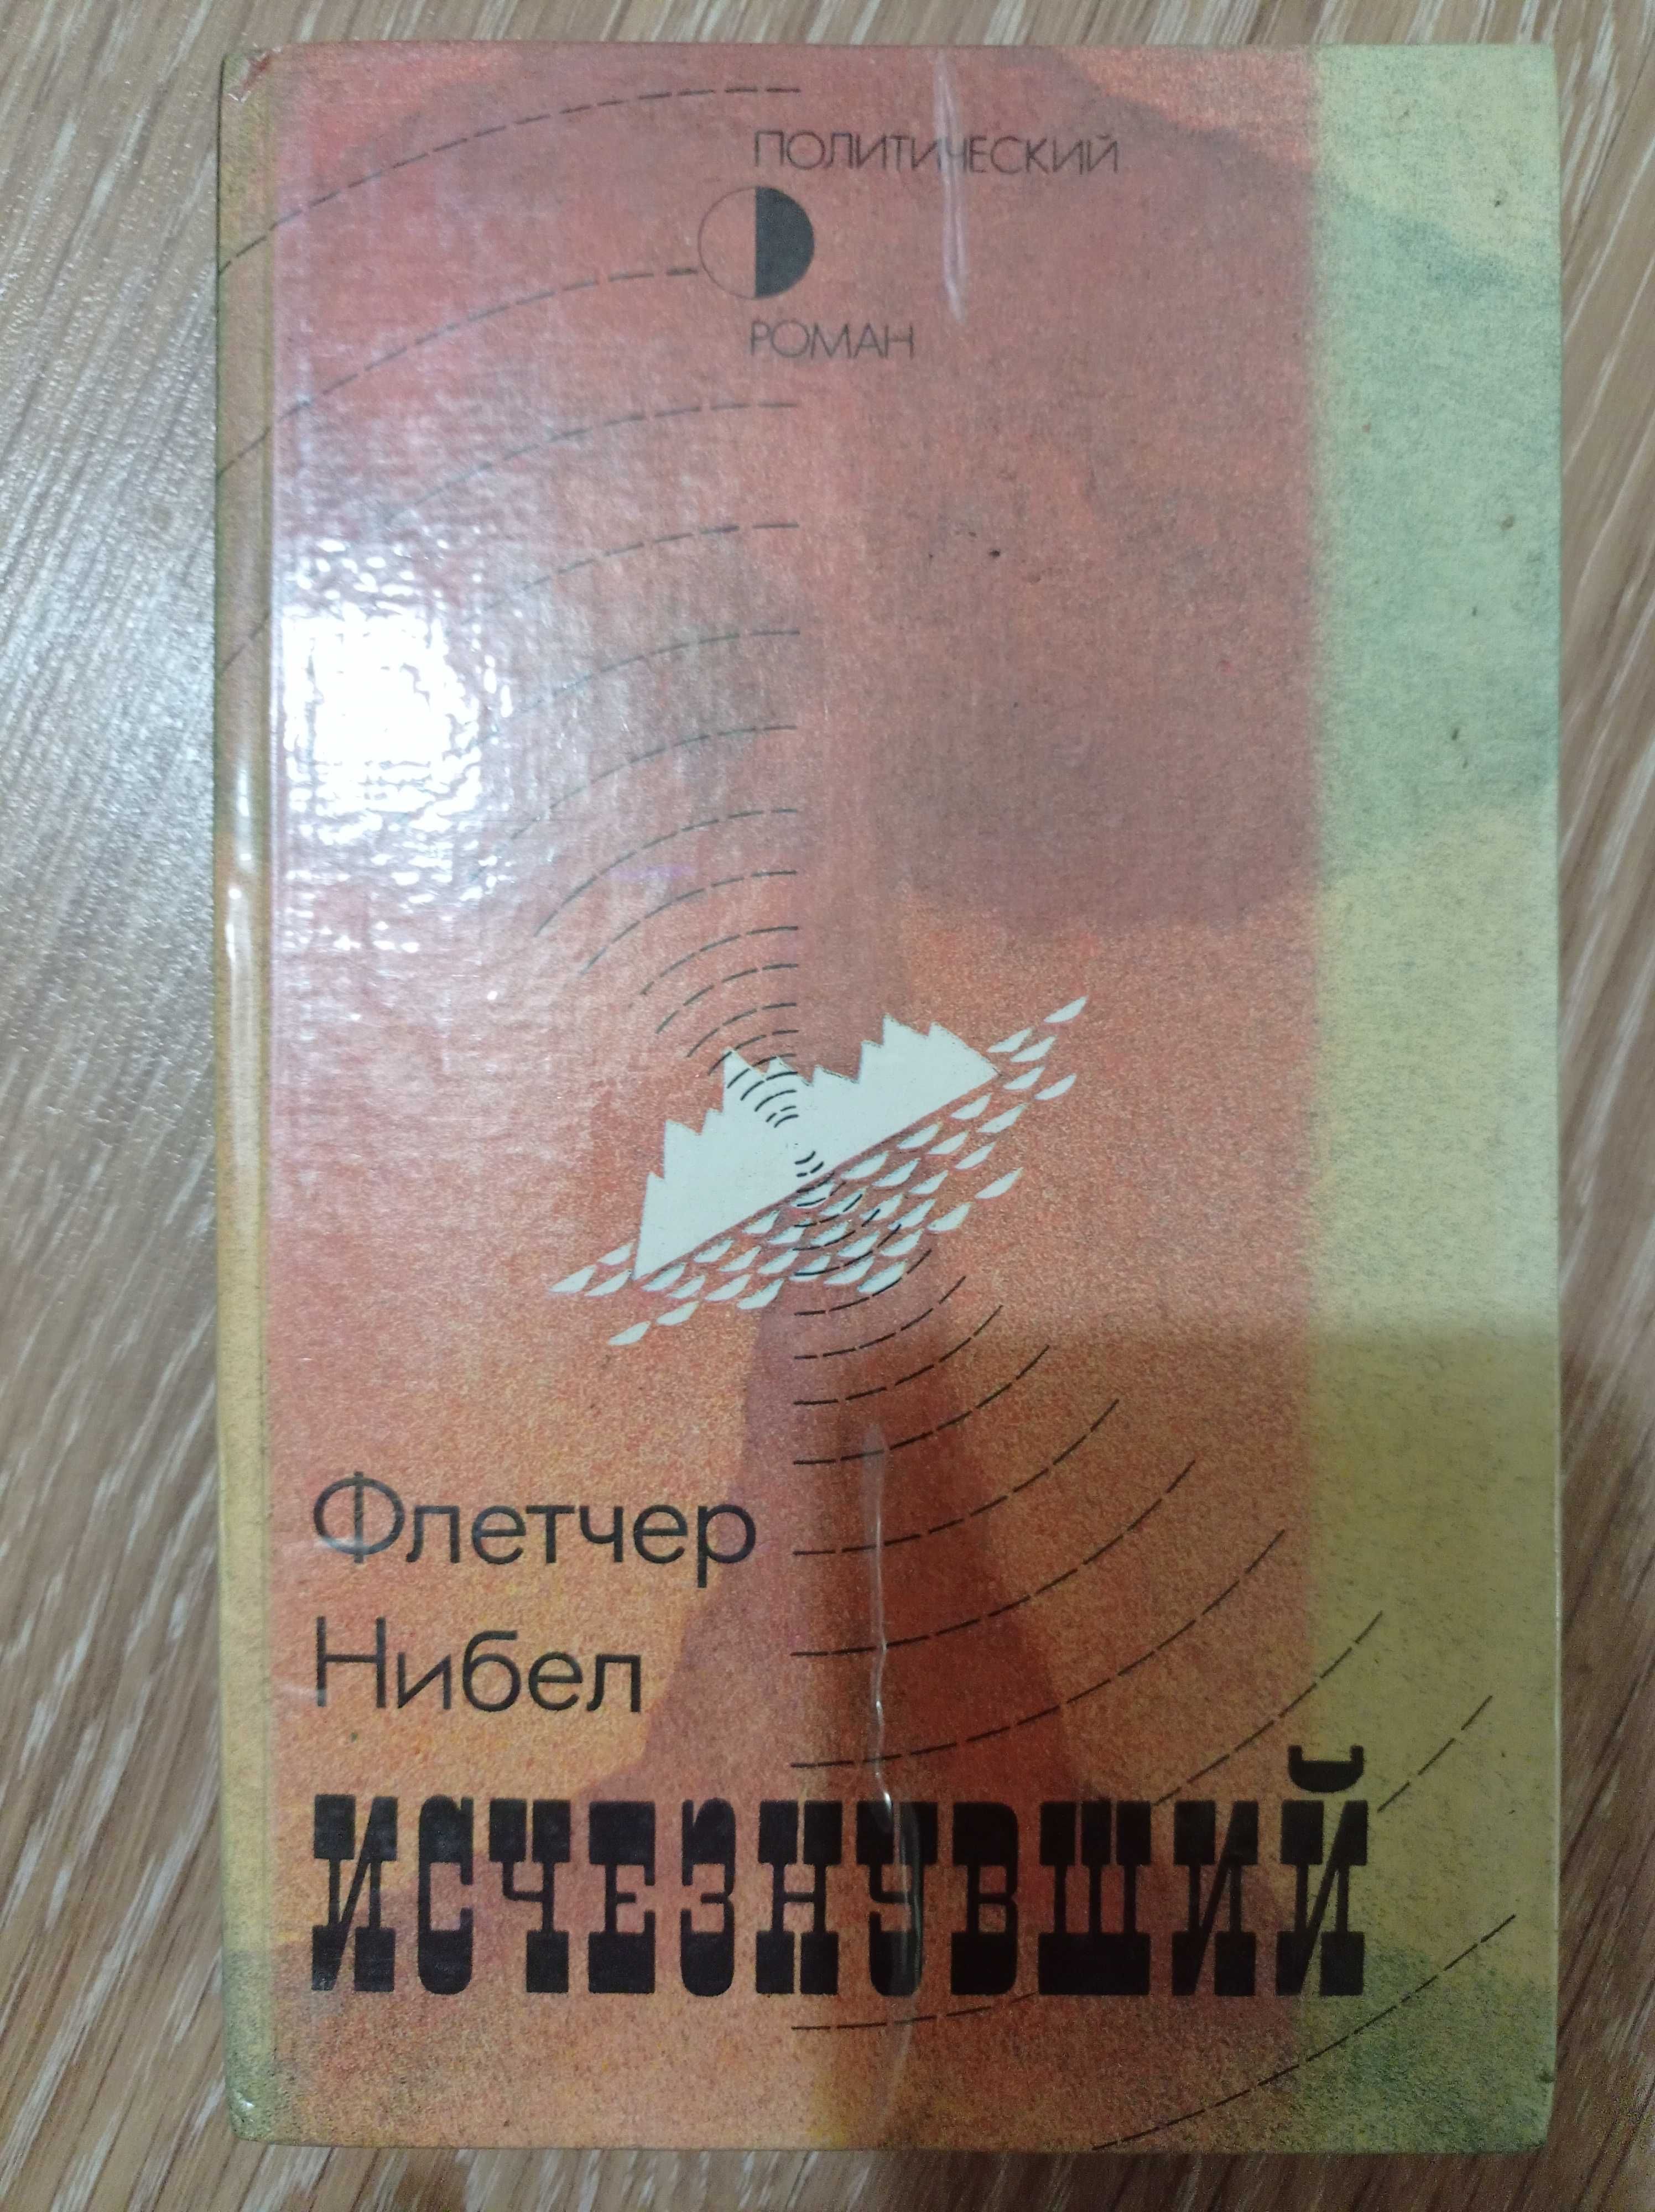 ПОЛИТИЧЕСКИЙ
РОМАН
Флетчер
Нибел
ИСЧЕЗНУВШИЙ